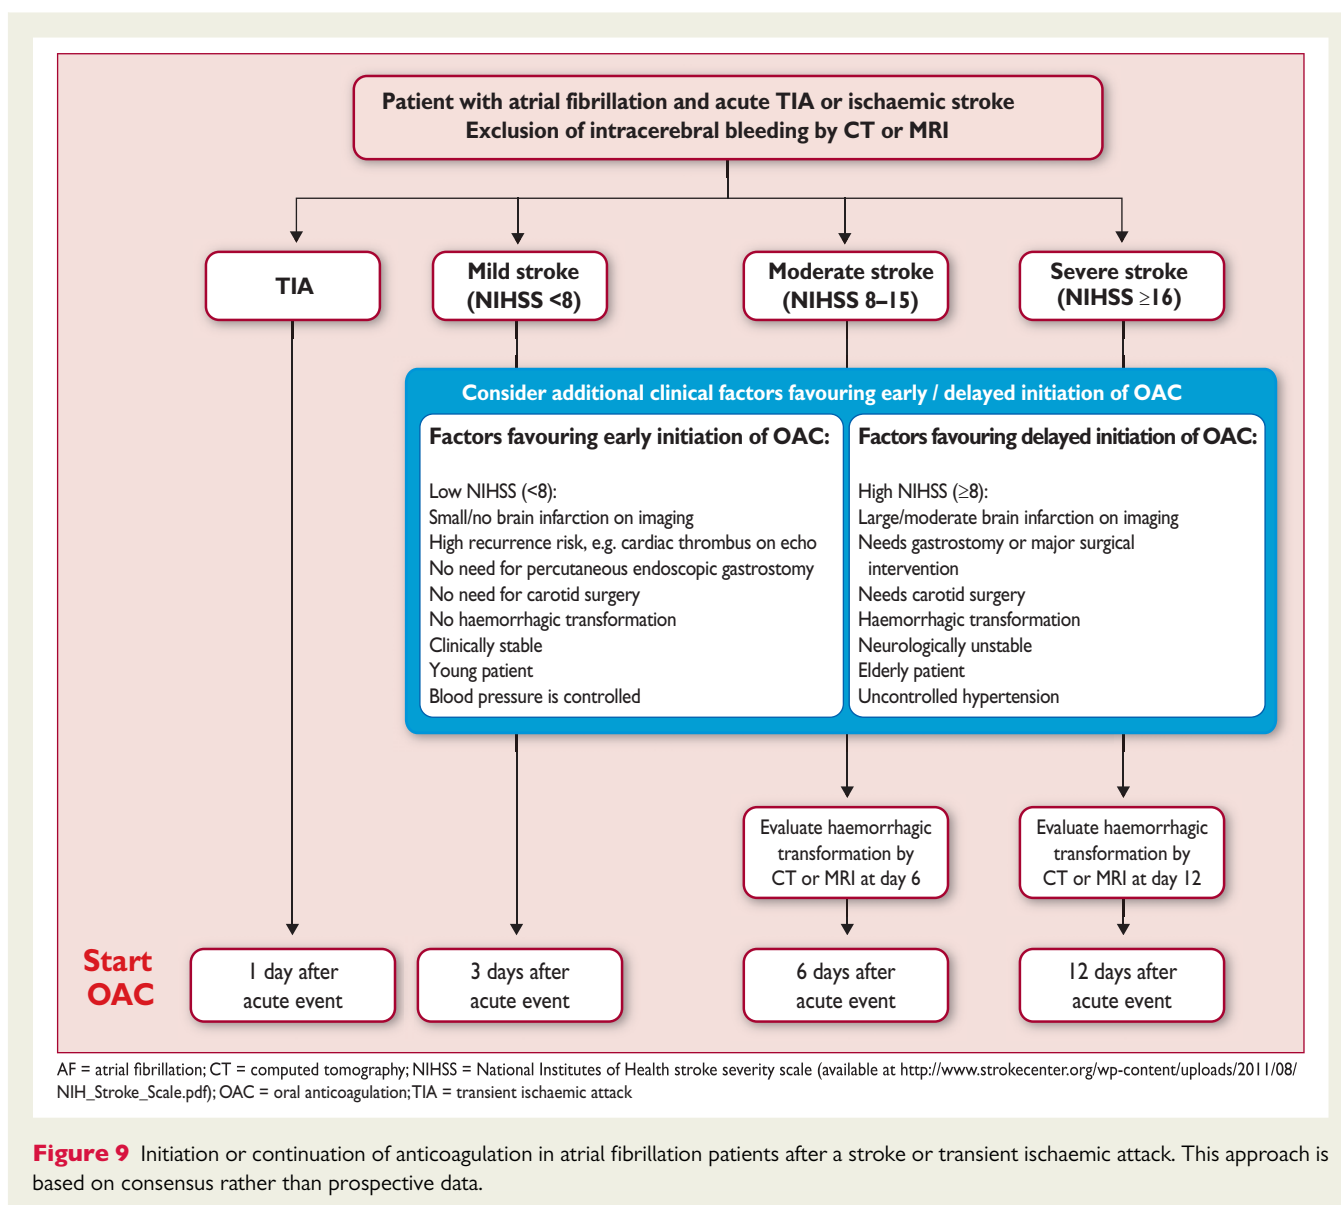 Patient with atrial fibrillation and acute TIA or ischaemic stroke
Exclusion of intracerebral bleeding by CT or MRI
TIA
Mild stroke
(NIHSS <8)
Moderate stroke
(NIHSS 8–15)
Severe stroke
(NIHSS ≥16)
Consider additional clinical factors favouring early / delayed initiation of OAC
Factors favouring early initiation of OAC:
Low NIHSS (<8):
Small/no brain infarction on imaging
High recurrence risk, e.g. cardiac thrombus on echo
No need for percutaneous endoscopic gastrostomy
No need for carotid surgery
No haemorrhagic transformation
Clinically stable
Young patient
Blood pressure is controlled
Factors favouring delayed initiation of OAC:
High NIHSS (≥8):
Large/moderate brain infarction on imaging
Needs gastrostomy or major surgical
intervention
Needs carotid surgery
Haemorrhagic transformation
Neurologically unstable
Elderly patient
Uncontrolled hypertension
Evaluate haemorrhagic
transformation by
CT or MRI at day 6
Evaluate haemorrhagic
transformation by
CT or MRI at day 12
Start
OAC
1 day after
acute event
3 days after
acute event
6 days after
acute event
12 days after
acute event
AF = atrial fibrillation; CT = computed tomography; NIHSS = National Institutes of Health stroke severity scale (available at http://www.strokecenter.org/wp-content/uploads/2011/08/
NIH_Stroke_Scale.pdf); OAC = oral anticoagulation; TIA = transient ischaemic attack
Figure 9 Initiation or continuation of anticoagulation in atrial fibrillation patients after a stroke or transient ischaemic attack. This approach is
based on consensus rather than prospective data.